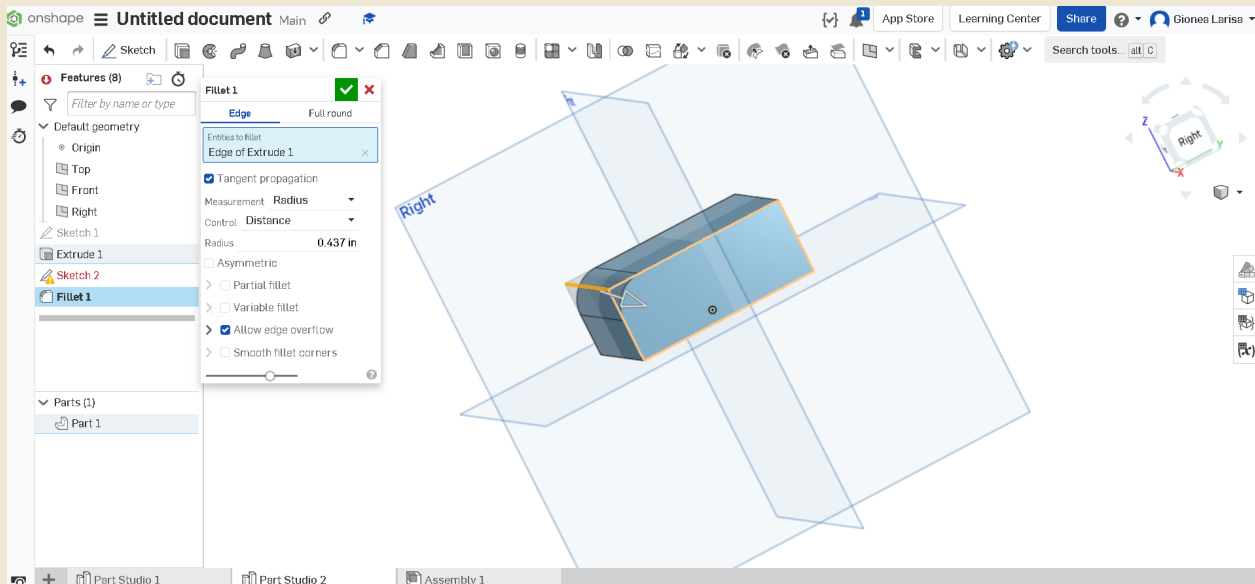 onshape Untitled document Main 1 App Store Learning Center Share Gionea Larisa
Sketch Search tools... alt C
Features (8)
Filter by name or type
Default geometry
Origin
Top
Front
Right
Sketch 1
Extrude 1
Sketch 2
Fillet 1
Parts (1)
Part 1
Fillet 1
Edge Full round
Entities to fillet
Edge of Extrude 1
Tangent propagation
Measurement Radius
Control Distance
Radius 0.437 in
Asymmetric
Partial fillet
Variable fillet
Allow edge overflow
Smooth fillet corners
Right
Z
Right
Y
X
Part Studio 1 Part Studio 2 Assembly 1